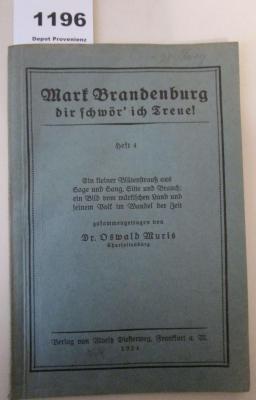 1196
Depot Provenienz
Mark Brandenburg
dir schwör' ich Treue!
Heft 4
Ein kleiner Blütenstrauß aus
Sage und Sang, Sitte und Brauch;
ein Bild vom märkischen Land und
seinem Volk im Wandel der Zeit
zusammengetragen von
Dr. Oswald Muris
Charlottenburg
Verlag von Moritz Diesterweg, Frankfurt a. M.
1924